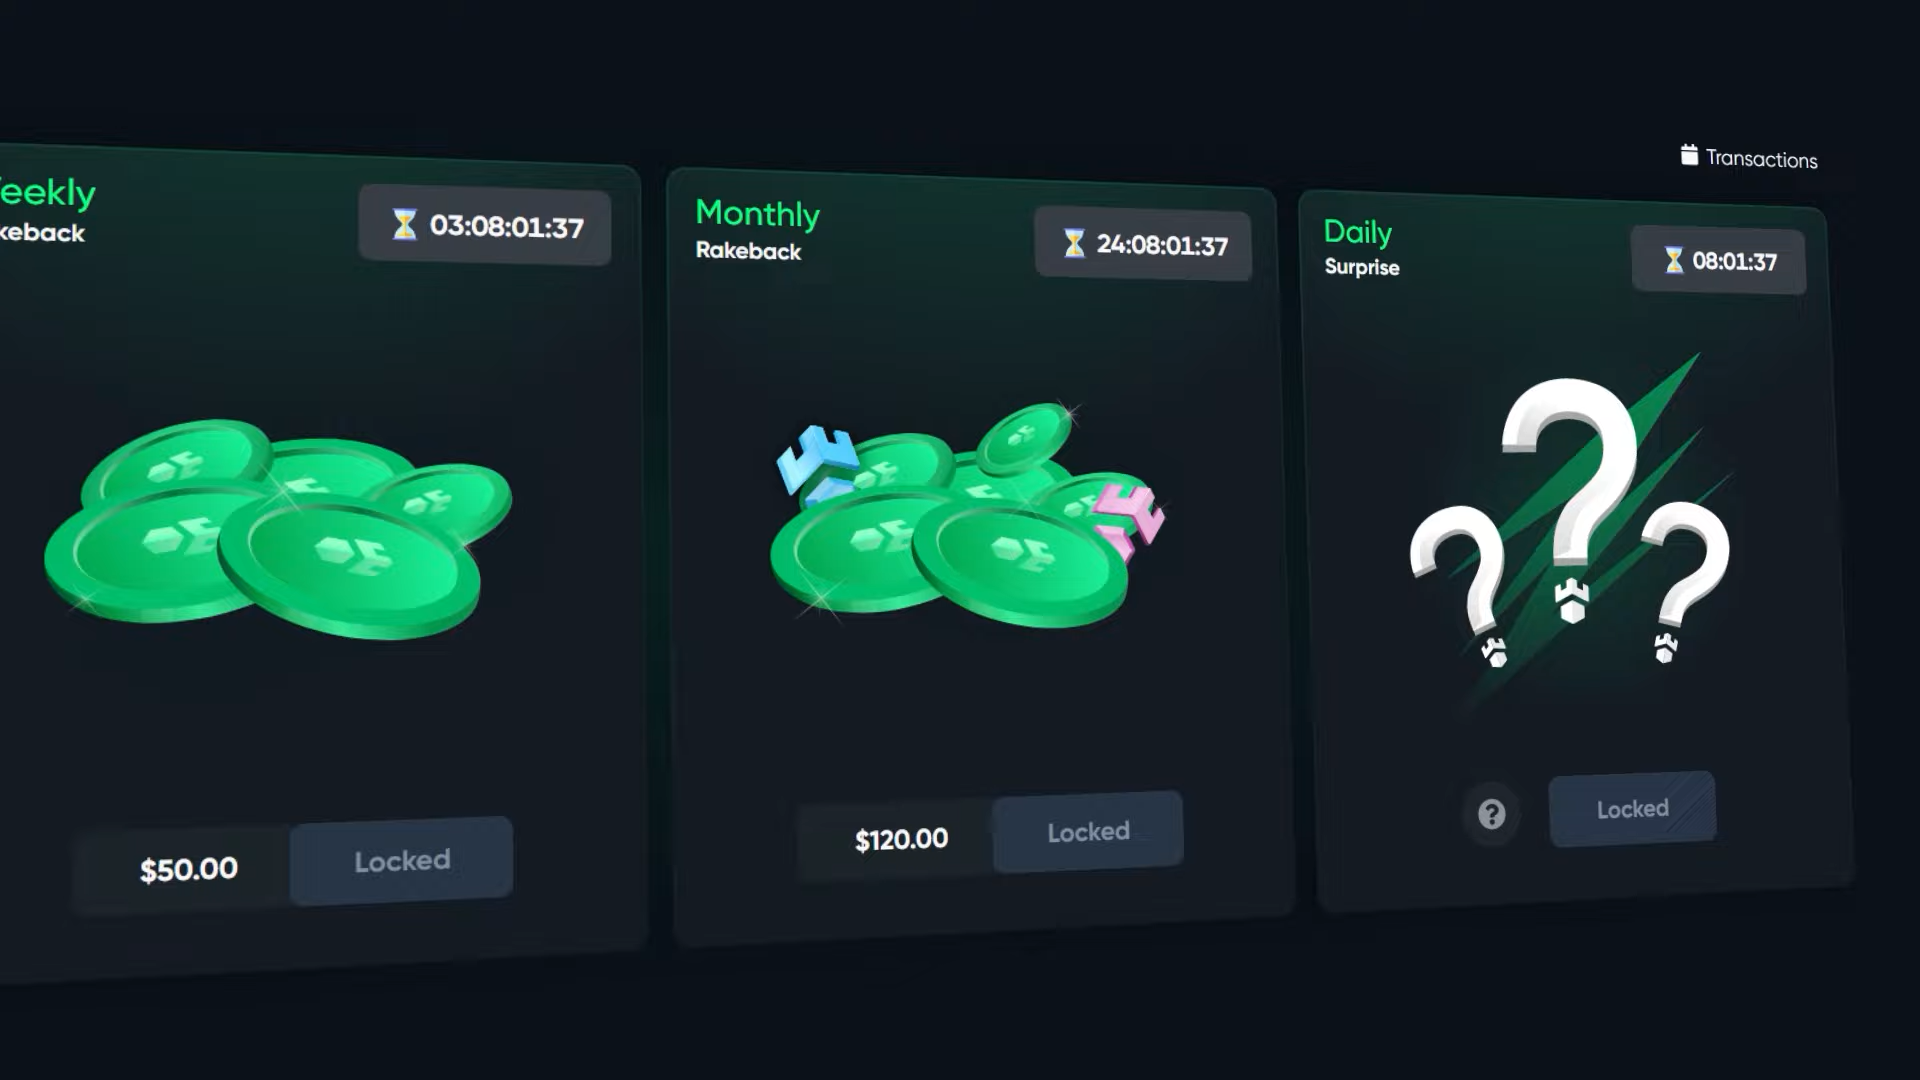 Transactions
eekly
keback
03:08:01:37
$50.00
Locked
Monthly
Rakeback
24:08:01:37
$120.00
Locked
Daily
Surprise
08:01:37
?
Locked